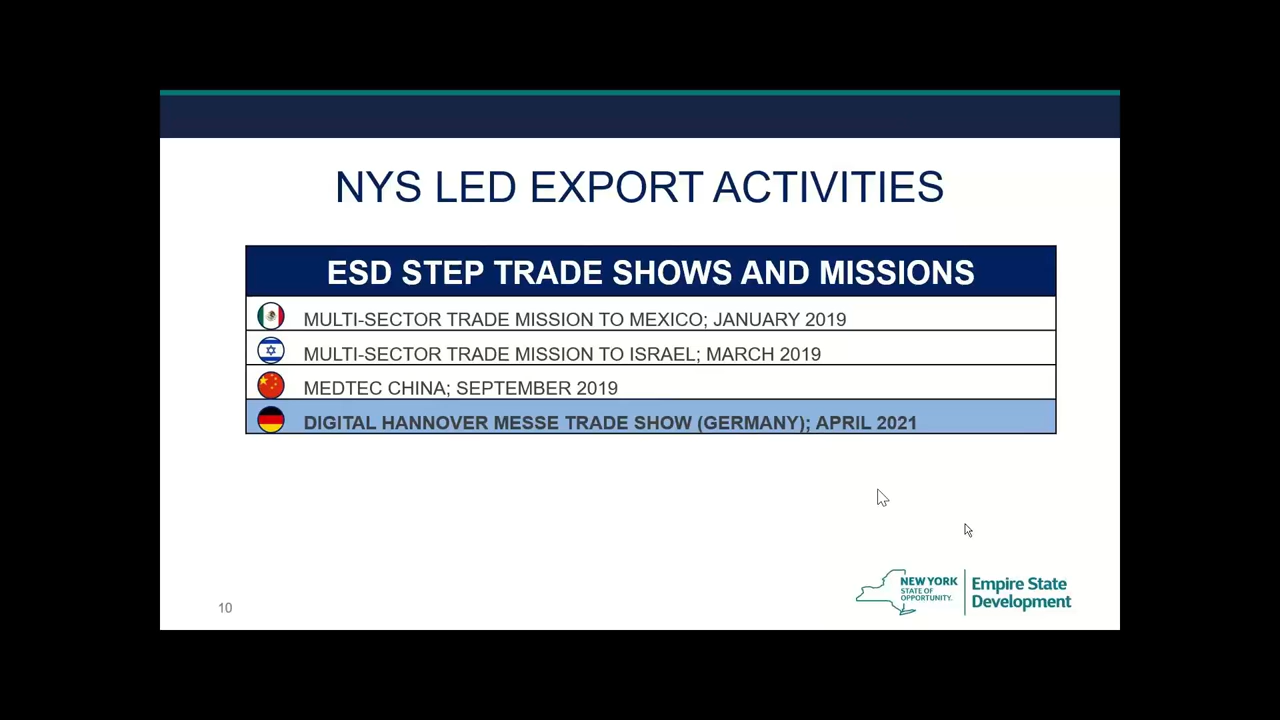 NYS LED EXPORT ACTIVITIES
ESD STEP TRADE SHOWS AND MISSIONS
MULTI-SECTOR TRADE MISSION TO MEXICO; JANUARY 2019
MULTI-SECTOR TRADE MISSION TO ISRAEL; MARCH 2019
MEDTEC CHINA; SEPTEMBER 2019
DIGITAL HANNOVER MESSE TRADE SHOW (GERMANY); APRIL 2021
10
NEW YORK
STATE OF
OPPORTUNITY.
Empire State
Development